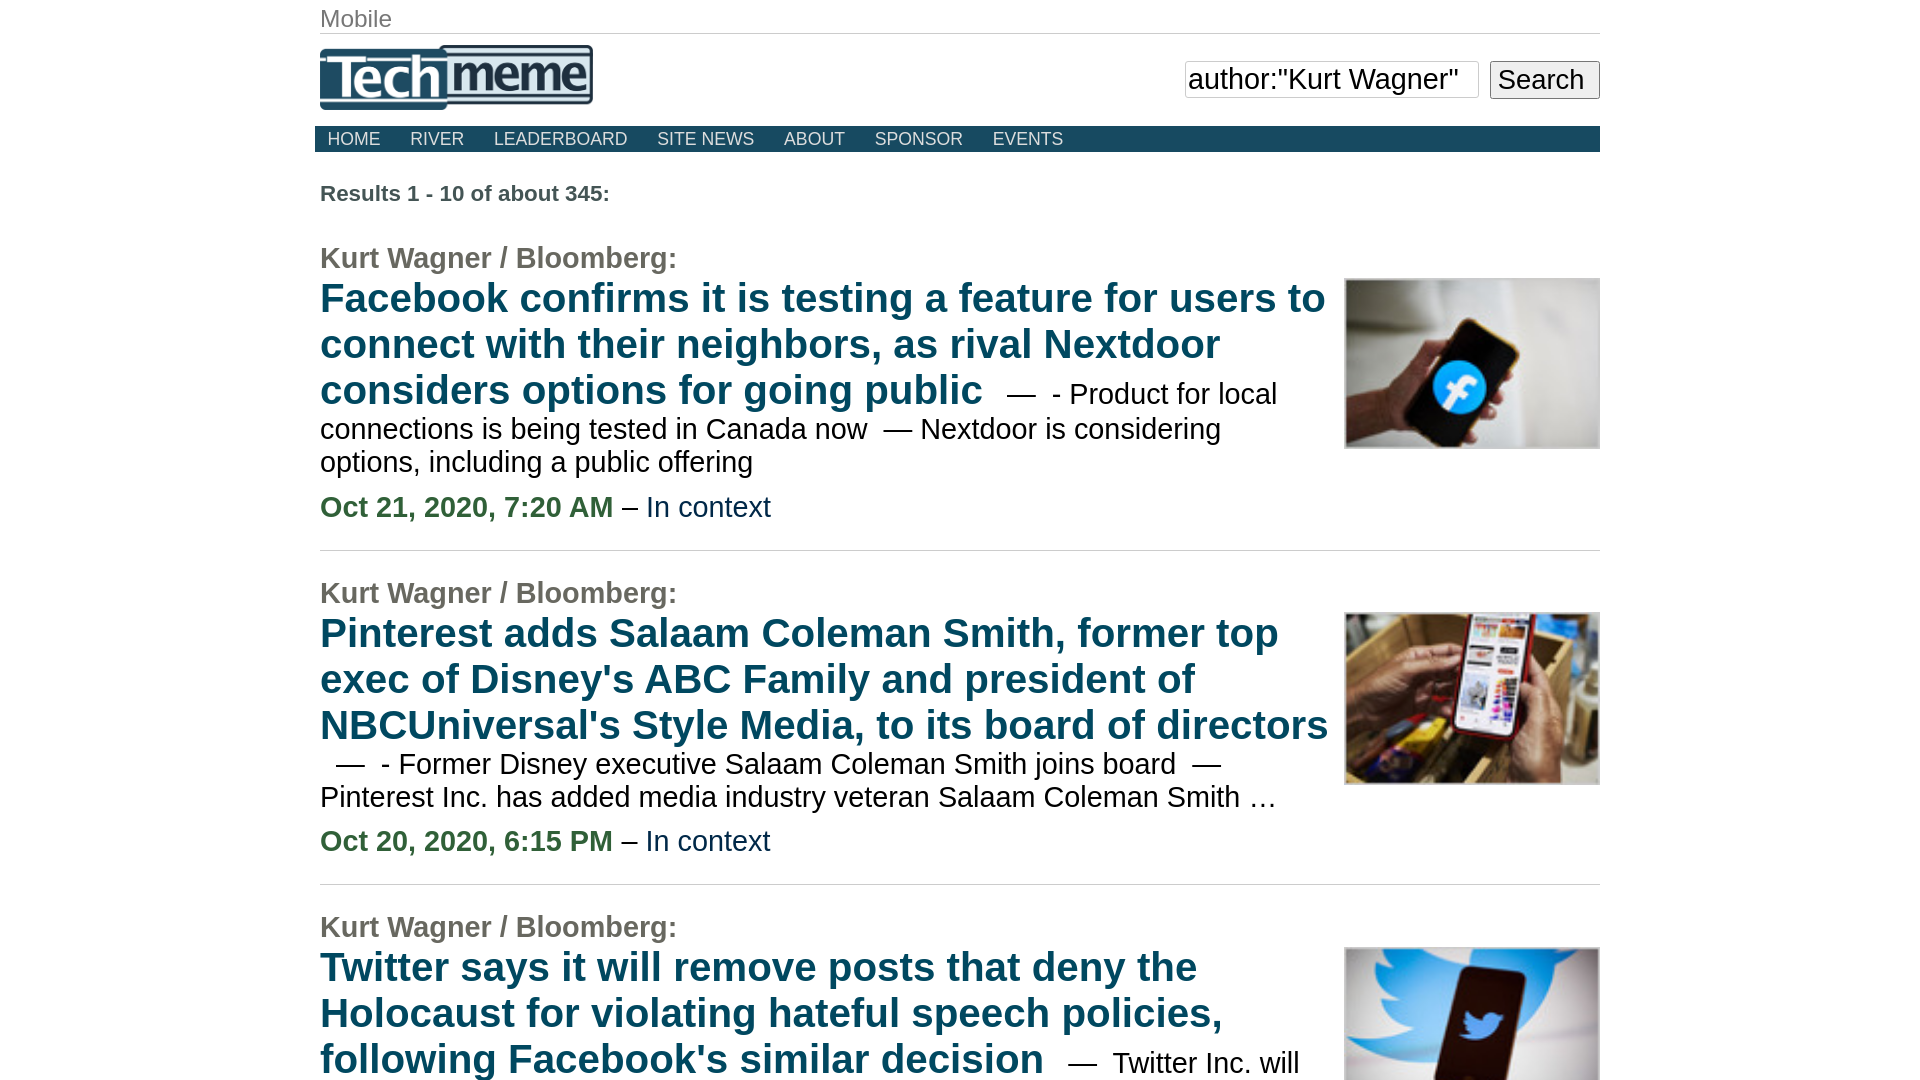 Mobile
Techmeme
author:"Kurt Wagner" Search
HOME RIVER LEADERBOARD SITE NEWS ABOUT SPONSOR EVENTS
Results 1 - 10 of about 345:
Kurt Wagner / Bloomberg:
Facebook confirms it is testing a feature for users to
connect with their neighbors, as rival Nextdoor
considers options for going public — - Product for local
connections is being tested in Canada now — Nextdoor is considering
options, including a public offering
Oct 21, 2020, 7:20 AM – In context
Kurt Wagner / Bloomberg:
Pinterest adds Salaam Coleman Smith, former top
exec of Disney's ABC Family and president of
NBCUniversal's Style Media, to its board of directors
— - Former Disney executive Salaam Coleman Smith joins board —
Pinterest Inc. has added media industry veteran Salaam Coleman Smith …
Oct 20, 2020, 6:15 PM – In context
Kurt Wagner / Bloomberg:
Twitter says it will remove posts that deny the
Holocaust for violating hateful speech policies,
following Facebook's similar decision — Twitter Inc. will